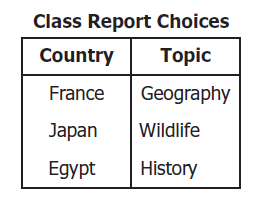 Class Report Choices
Country Topic
France Geography
Japan Wildlife
Egypt History